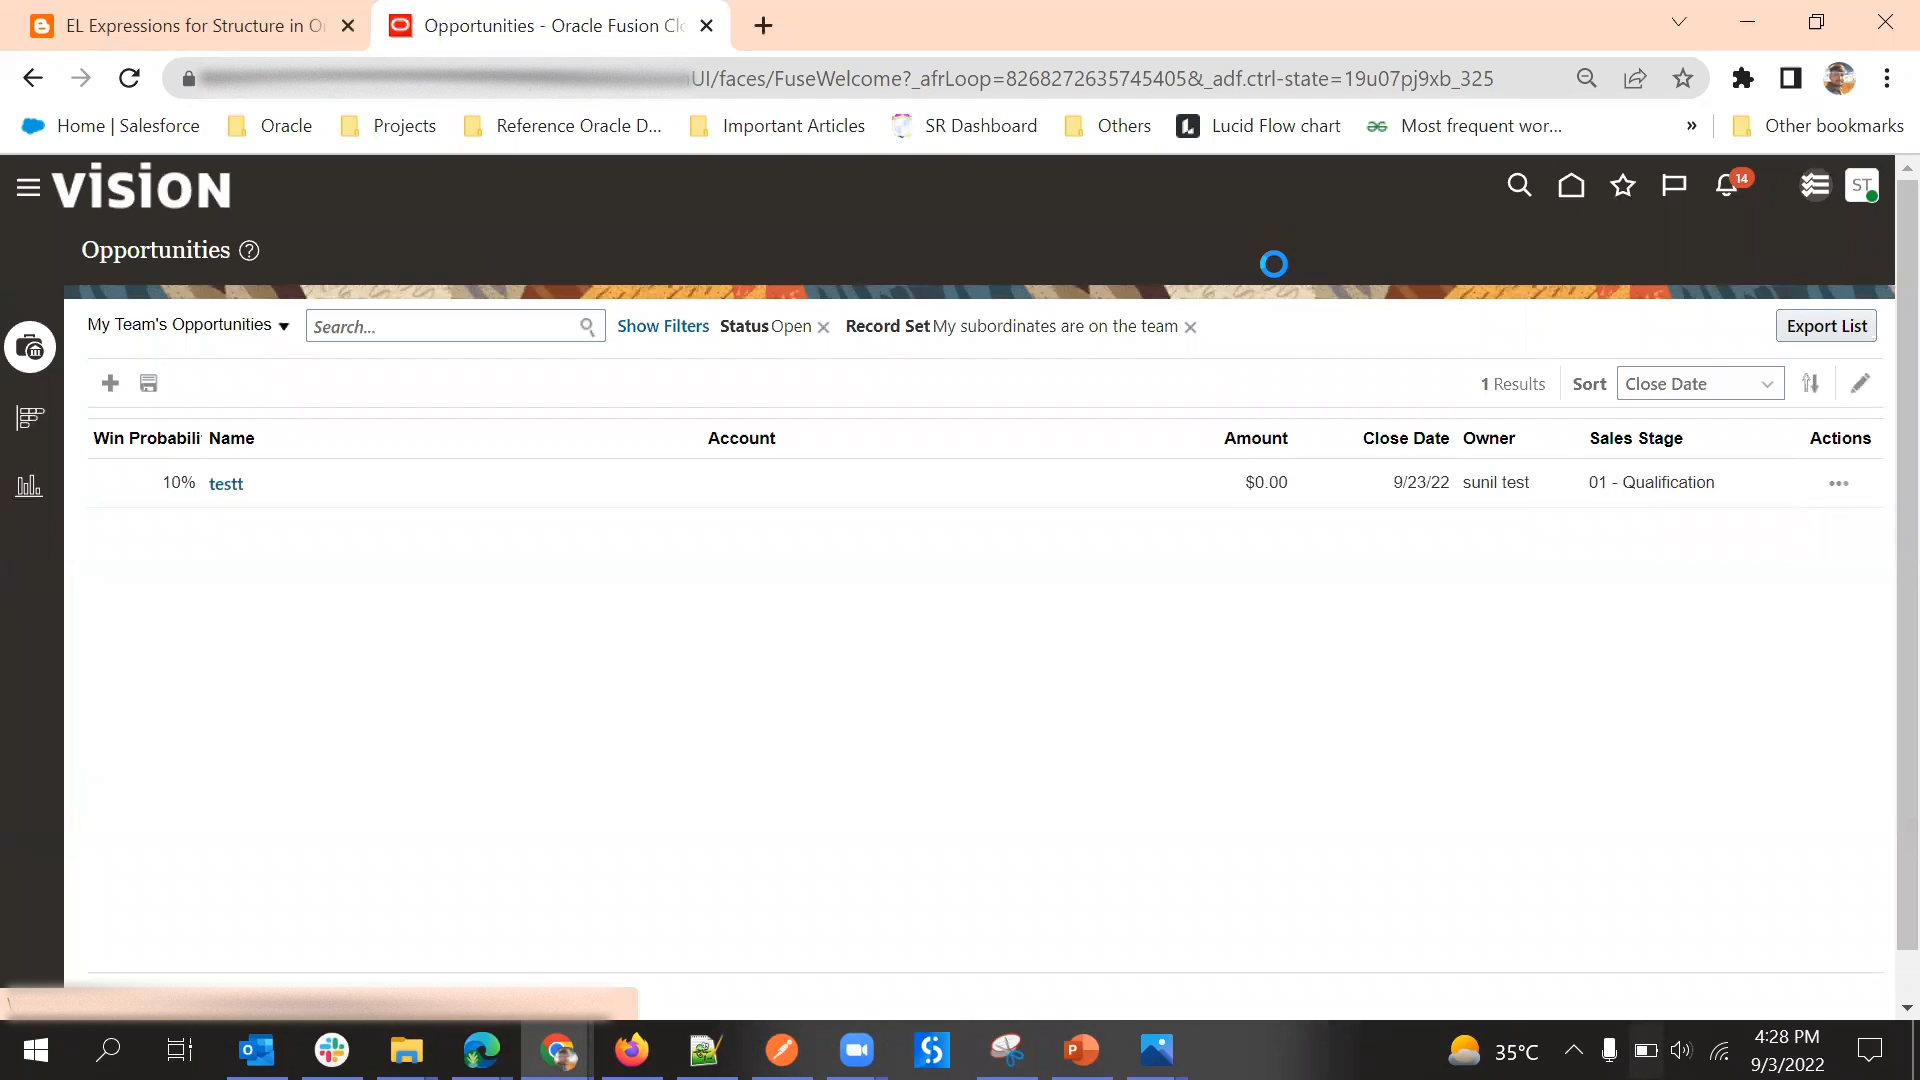 EL Expressions for Structure in O
Opportunities - Oracle Fusion Cl
UI/faces/FuseWelcome?_afrLoop=826827263574540​5&_adf.ctrl-state=19u07pj9xb_325
Home | Salesforce
Oracle
Projects
Reference Oracle D...
Important Articles
SR Dashboard
Others
Lucid Flow chart
Most frequent wor...
»
Other bookmarks
VISION
14
ST
Opportunities ?
My Team's Opportunities
Search...
Show Filters
Status Open
Record Set My subordinates are on the team
Export List
1 Results
Sort
Close Date
Win Probabili Name Account Amount Close Date Owner Sales Stage Actions
10% testt $0.00 9/23/22 sunil test 01 - Qualification
35°C
4:28 PM
9/3/2022